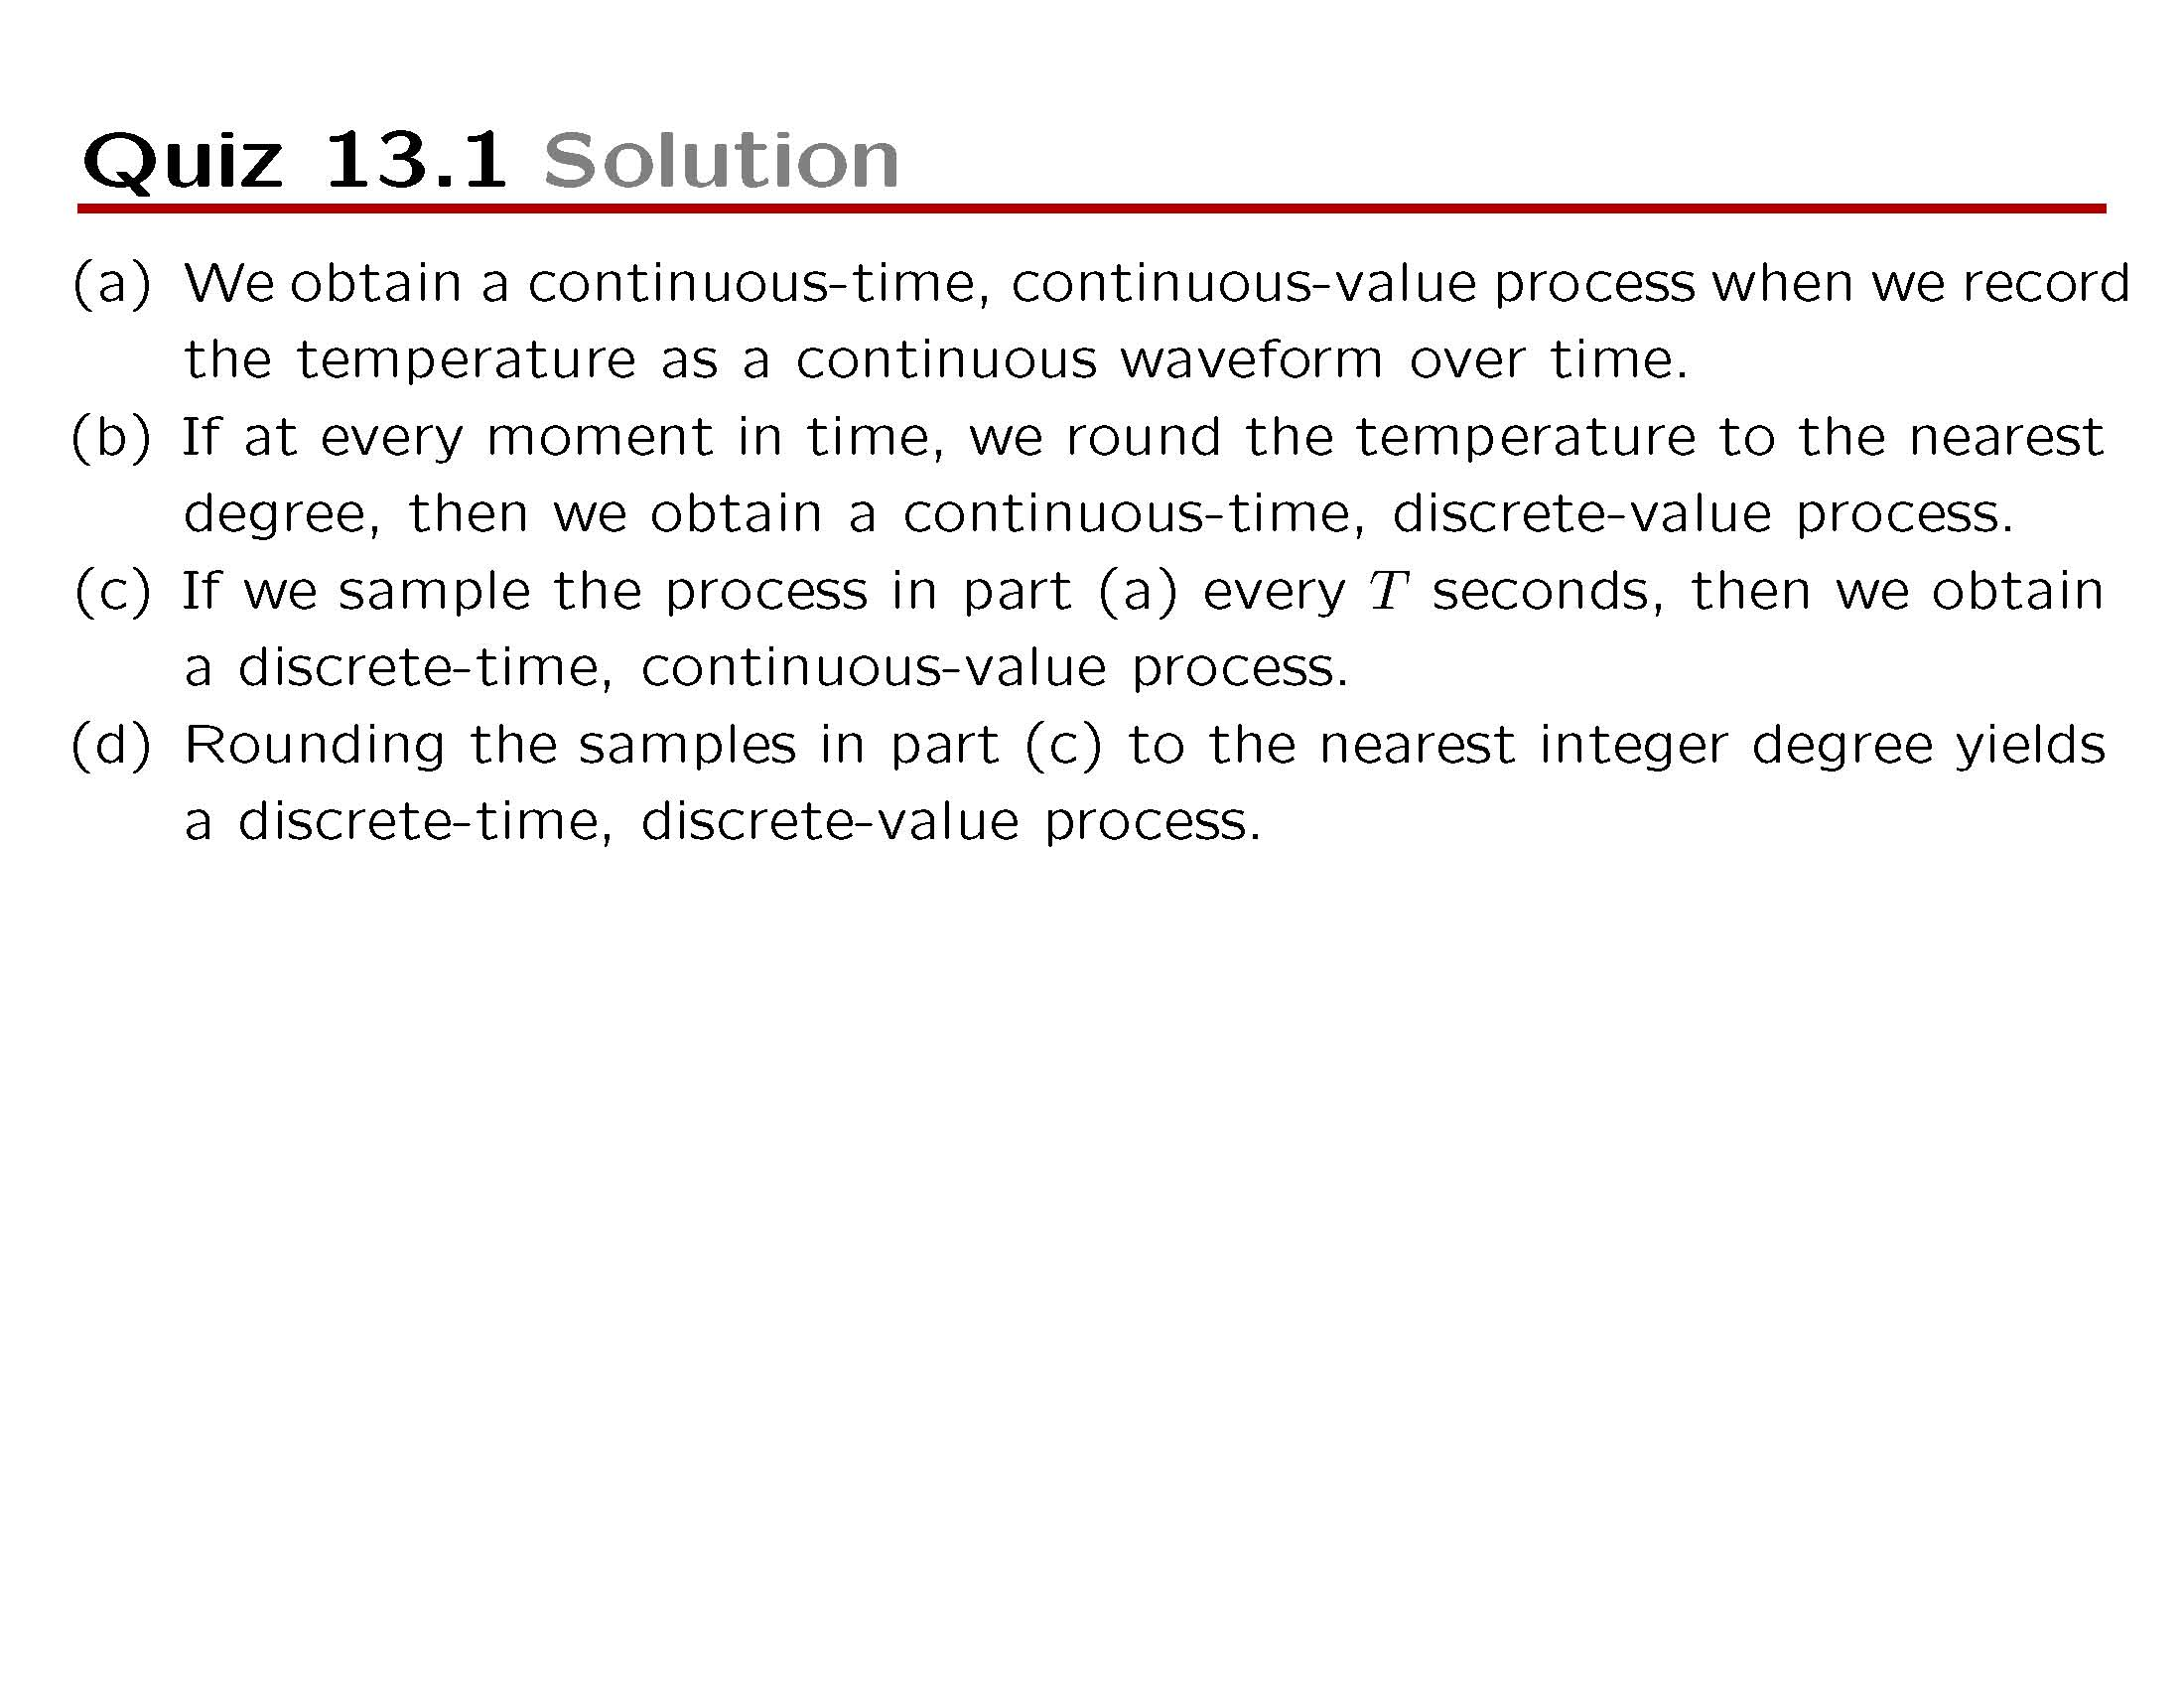 Quiz 13.1 Solution
(a) We obtain a continuous-time, continuous-value process when we record
the temperature as a continuous waveform over time.
(b) If at every moment in time, we round the temperature to the nearest
degree, then we obtain a continuous-time, discrete-value process.
(c) If we sample the process in part (a) every T seconds, then we obtain
a discrete-time, continuous-value process.
(d) Rounding the samples in part (c) to the nearest integer degree yields
a discrete-time, discrete-value process.